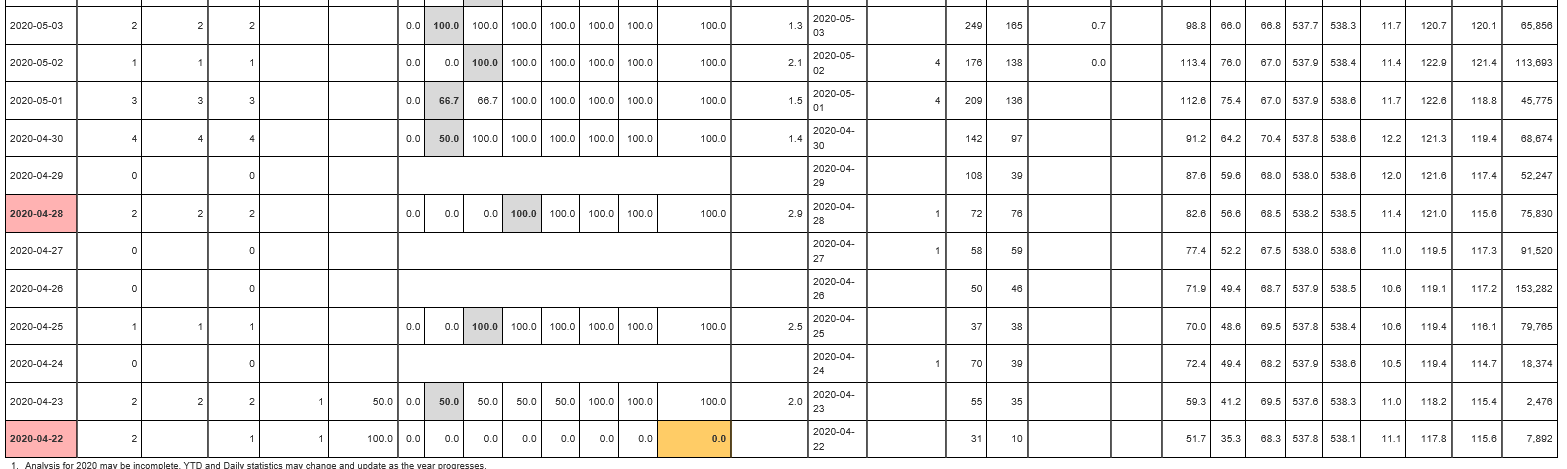 2020-05-03 2 2 2 0.0 100.0 100.0 100.0 100.0 100.0 100.0 100.0 1.3 2020-05-03 249 165 0.7 98.8 66.0 66.8 537.7 538.3 11.7 120.7 120.1 65,856
2020-05-02 1 1 1 0.0 0.0 100.0 100.0 100.0 100.0 100.0 100.0 2.1 2020-05-02 4 176 138 0.0 113.4 76.0 67.0 537.9 538.4 11.4 122.9 121.4 113,693
2020-05-01 3 3 3 0.0 66.7 66.7 100.0 100.0 100.0 100.0 100.0 1.5 2020-05-01 4 209 136 112.6 75.4 67.0 537.9 538.6 11.7 122.6 118.8 45,775
2020-04-30 4 4 4 0.0 50.0 100.0 100.0 100.0 100.0 100.0 100.0 1.4 2020-04-30 142 97 91.2 64.2 70.4 537.8 538.6 12.2 121.3 119.4 68,674
2020-04-29 0 0 2020-04-29 108 39 87.6 59.6 68.0 538.0 538.6 12.0 121.6 117.4 52,247
2020-04-28 2 2 2 0.0 0.0 0.0 100.0 100.0 100.0 100.0 100.0 2.9 2020-04-28 1 72 76 82.6 56.6 68.5 538.2 538.5 11.4 121.0 115.6 75,830
2020-04-27 0 0 2020-04-27 1 58 59 77.4 52.2 67.5 538.0 538.6 11.0 119.5 117.3 91,520
2020-04-26 0 0 2020-04-26 50 46 71.9 49.4 68.7 537.9 538.5 10.6 119.1 117.2 153,282
2020-04-25 1 1 1 0.0 0.0 100.0 100.0 100.0 100.0 100.0 100.0 2.5 2020-04-25 37 38 70.0 48.6 69.5 537.8 538.4 10.6 119.4 116.1 79,765
2020-04-24 0 0 2020-04-24 1 70 39 72.4 49.4 68.2 537.9 538.6 10.5 119.4 114.7 18,374
2020-04-23 2 2 2 1 50.0 0.0 50.0 50.0 50.0 50.0 100.0 100.0 100.0 2.0 2020-04-23 55 35 59.3 41.2 69.5 537.6 538.3 11.0 118.2 115.4 2,476
2020-04-22 2 1 1 100.0 0.0 0.0 0.0 0.0 0.0 0.0 0.0 0.0 2020-04-22 31 10 51.7 35.3 68.3 537.8 538.1 11.1 117.8 115.6 7,892
1. Analysis for 2020 may be incomplete. YTD and Daily statistics may change and update as the year progresses.